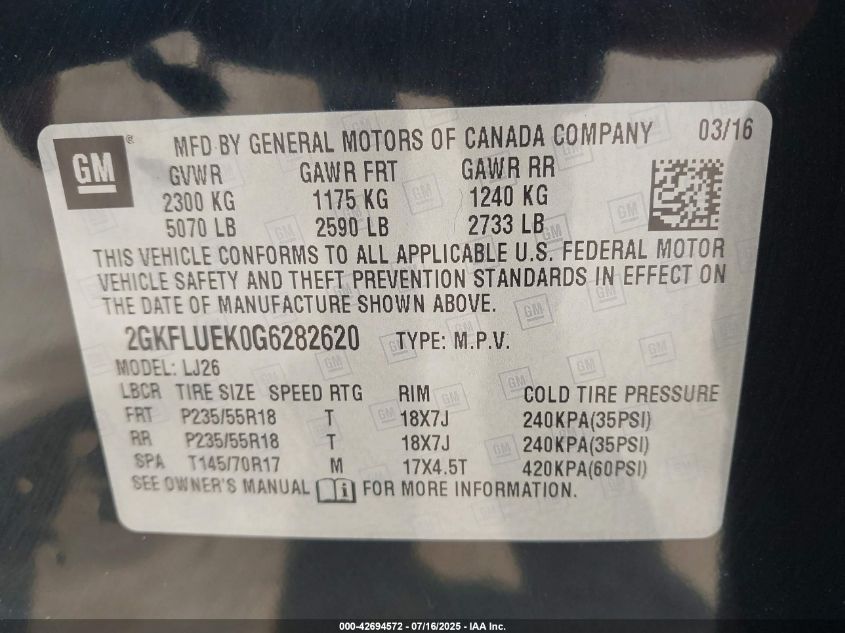 GM ® MFD BY GENERAL MOTORS OF CANADA COMPANY 03/16
GVWR GAWR FRT GAWR RR
2300 KG 1175 KG 1240 KG
5070 LB 2590 LB 2733 LB
THIS VEHICLE CONFORMS TO ALL APPLICABLE U.S. FEDERAL MOTOR
VEHICLE SAFETY AND THEFT PREVENTION STANDARDS IN EFFECT ON
THE DATE OF MANUFACTURE SHOWN ABOVE.
2GKFLUEK0G6282620 TYPE: M.P.V.
MODEL: LJ26
LBCR TIRE SIZE SPEED RTG RIM COLD TIRE PRESSURE
FRT P235/55R18 T 18X7J 240KPA(35PSI)
RR P235/55R18 T 18X7J 240KPA(35PSI)
SPA T145/70R17 M 17X4.5T 420KPA(60PSI)
SEE OWNER'S MANUAL FOR MORE INFORMATION.
000-42694572 - 07/16/2025 - IAA Inc.